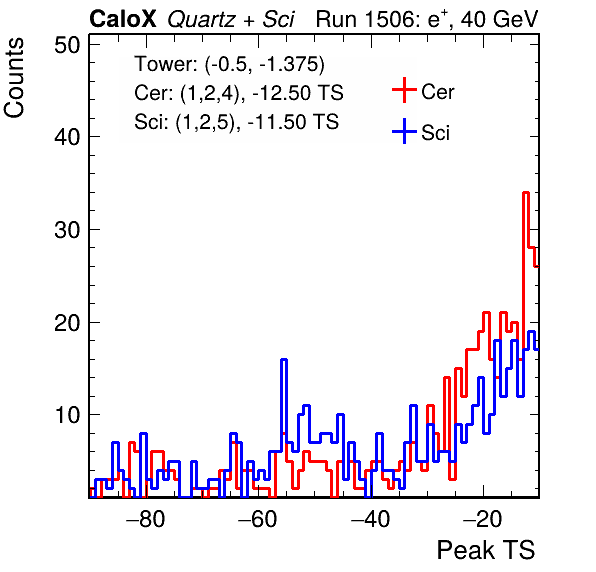 CaloX Quartz + Sci Run 1506: e⁺, 40 GeV
Counts
Tower: (-0.5, -1.375)
Cer: (1,2,4), -12.50 TS
Sci: (1,2,5), -11.50 TS
Cer
Sci
50
40
30
20
10
−80 −60 −40 −20
Peak TS